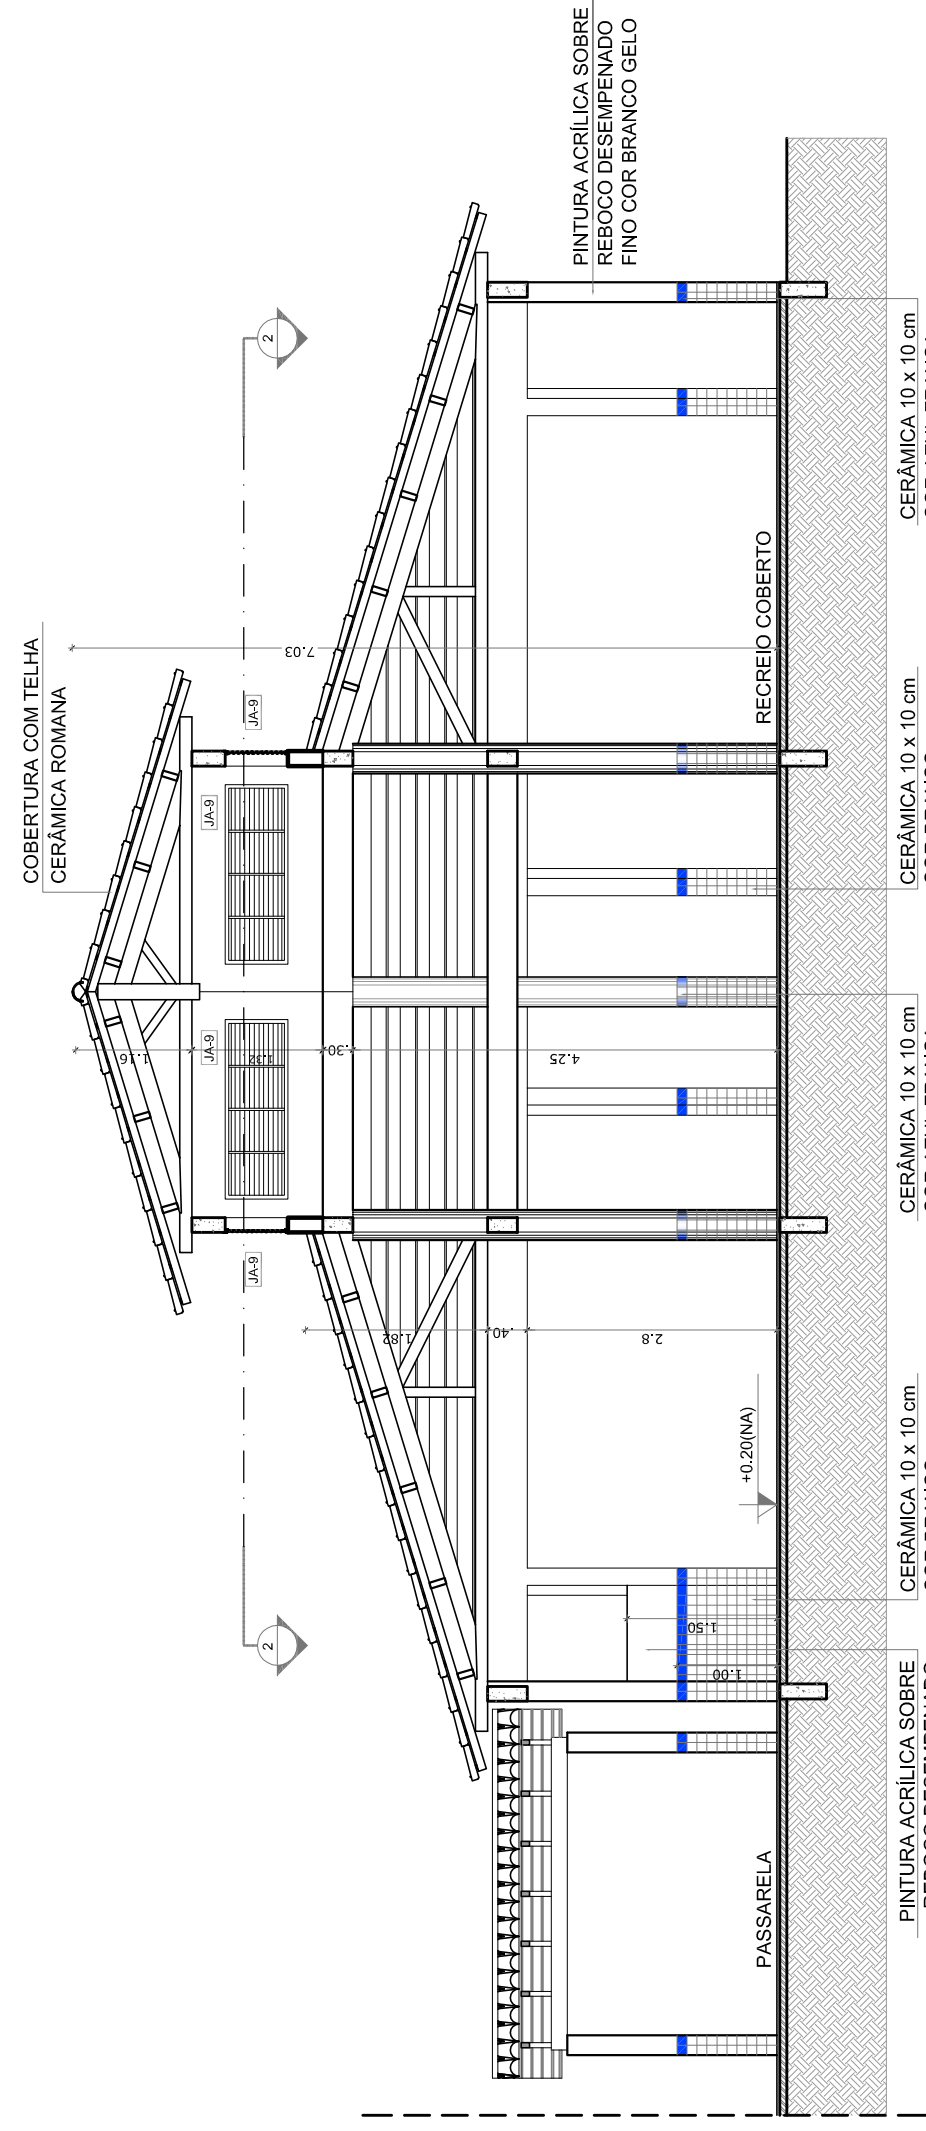 COBERTURA COM TELHA
CERÂMICA ROMANA
PINTURA ACRÍLICA SOBRE
REBOCO DESEMPENADO
FINO COR BRANCO GELO
2
2
JA-9
JA-9
JA-9
JA-9
7.03
1.16
1.32
.30
4.25
1.82
.40
2.8
1.50
1.00
+0.20(NA)
PASSARELA
RECREIO COBERTO
PINTURA ACRÍLICA SOBRE
REBOCO DESEMPENADO
CERÂMICA 10 x 10 cm
CERÂMICA 10 x 10 cm
CERÂMICA 10 x 10 cm
CERÂMICA 10 x 10 cm